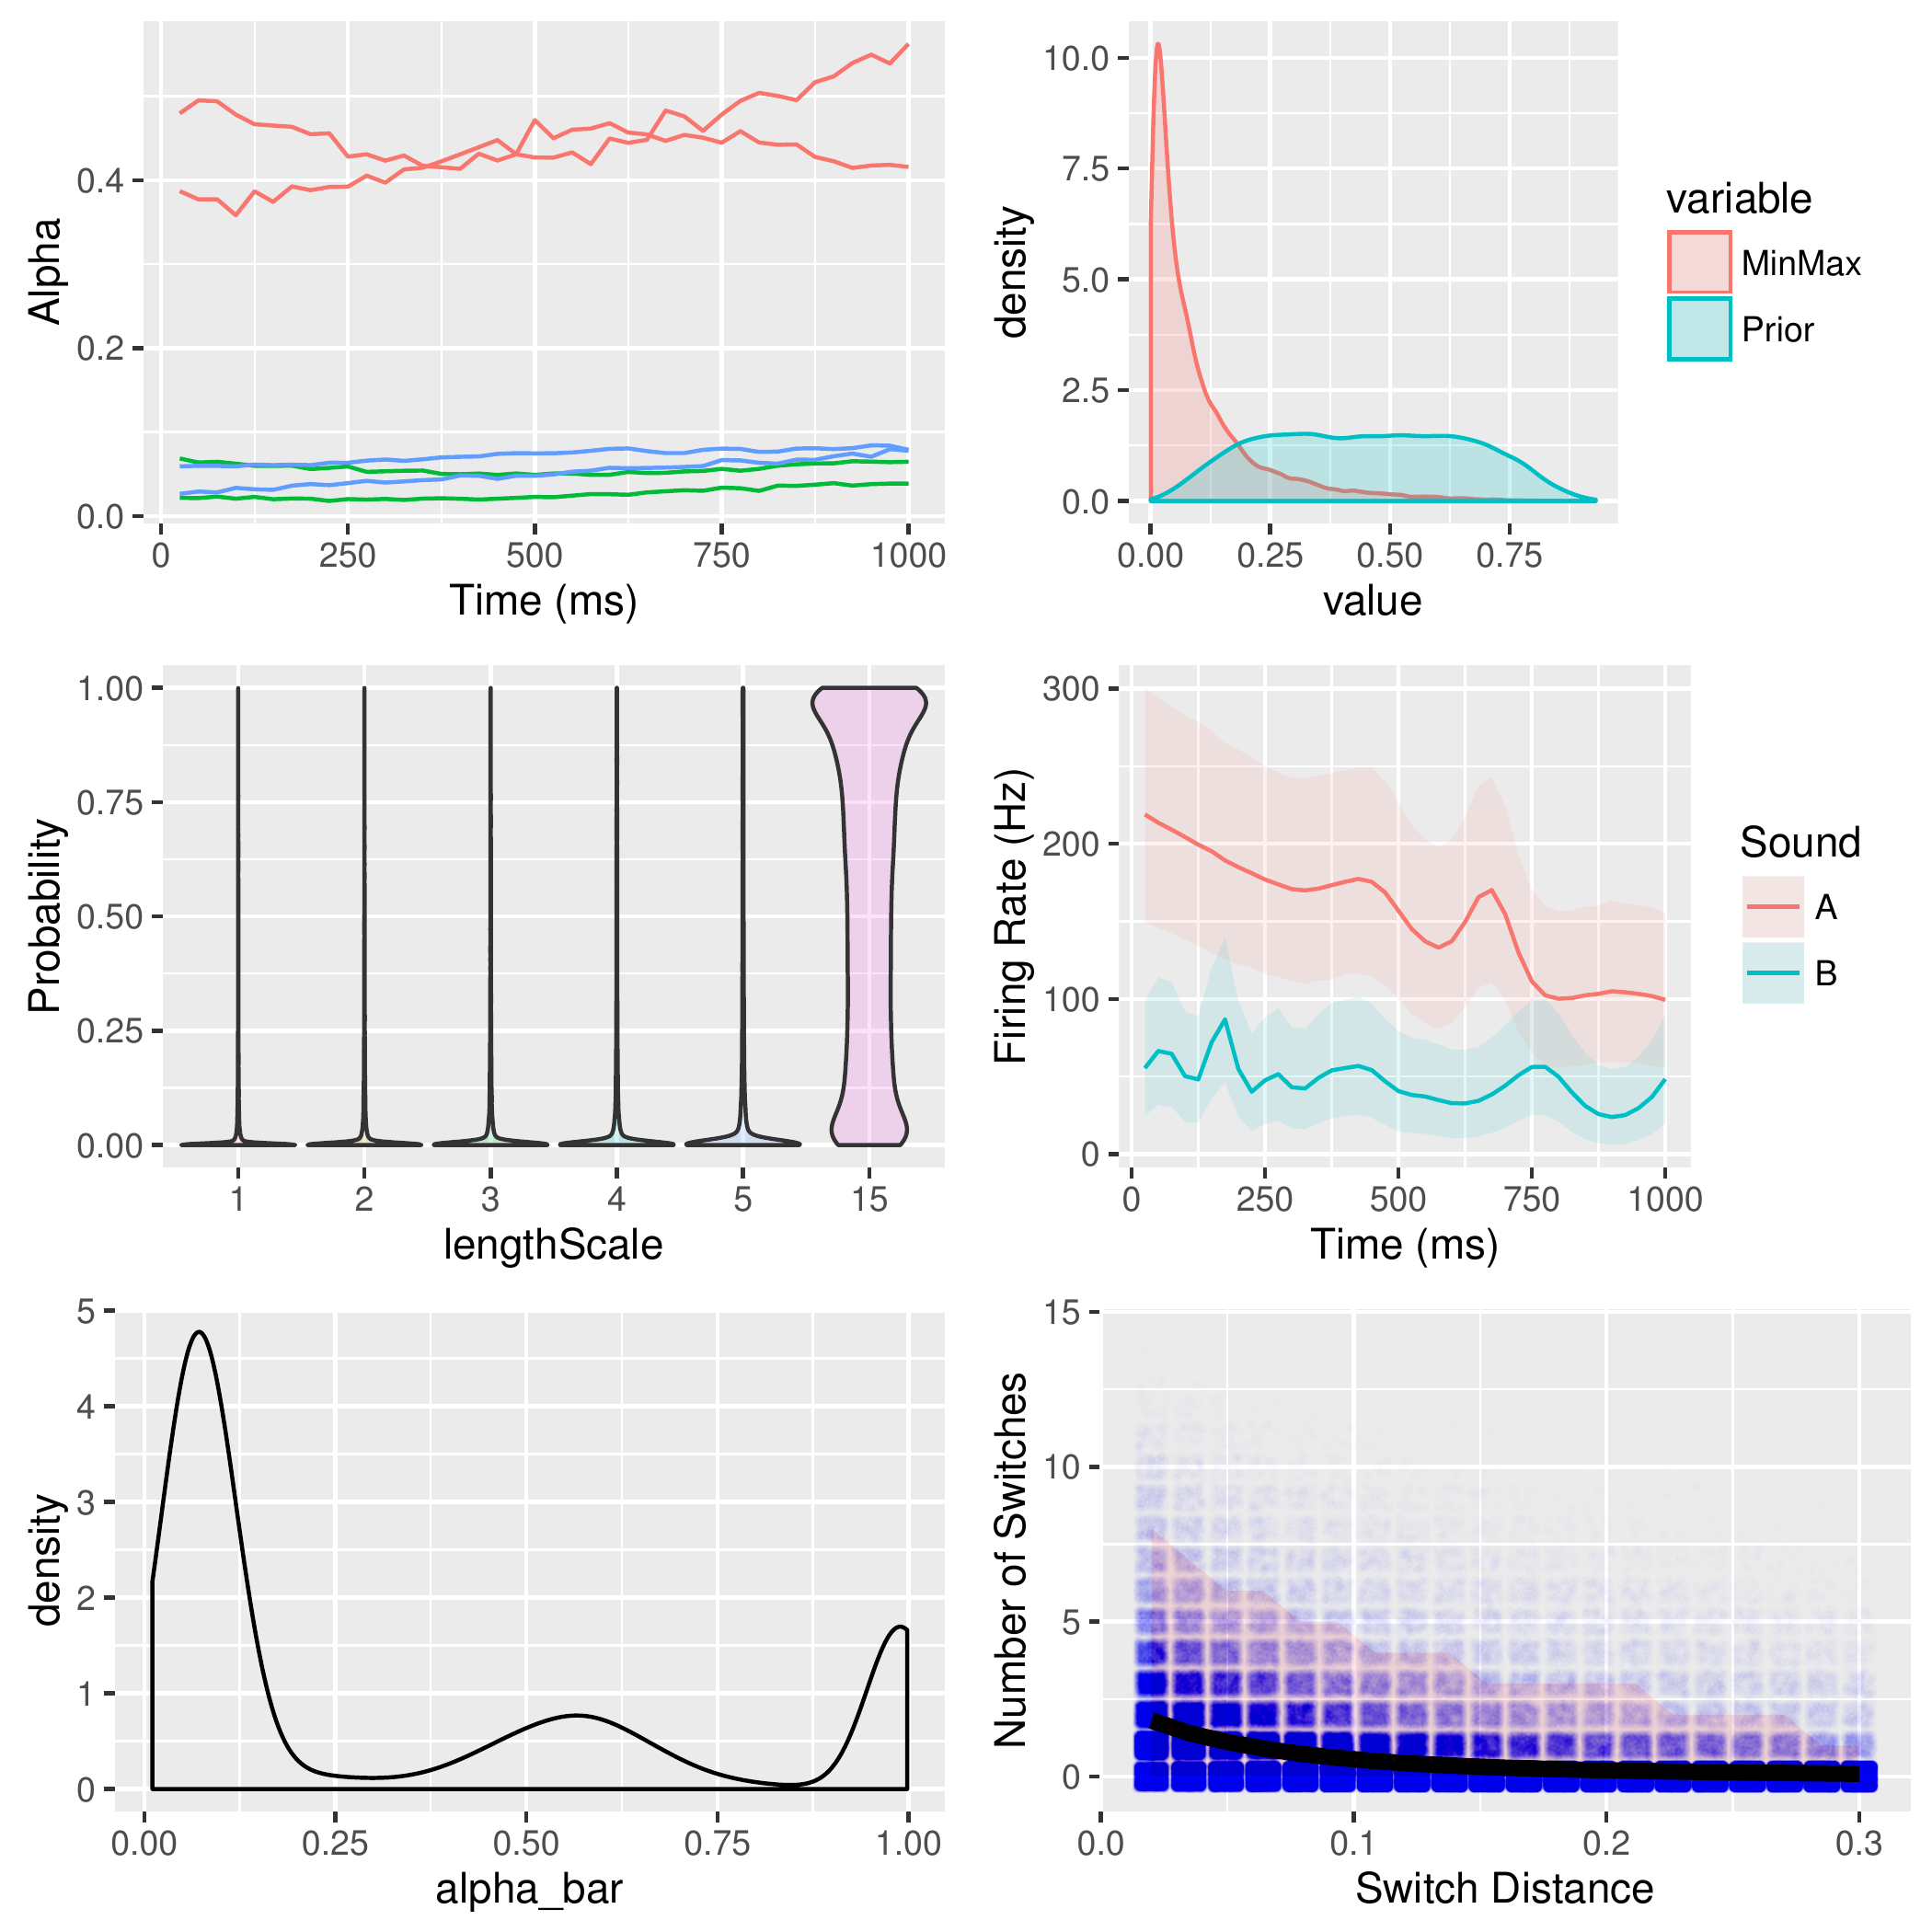 Alpha
0.4
0.2
0.0
0 250 500 750 1000
Time (ms)
density
10.0
7.5
5.0
2.5
0.0
0.00 0.25 0.50 0.75
value
variable
MinMax
Prior
Probability
1.00
0.75
0.50
0.25
0.00
1 2 3 4 5 15
lengthScale
Firing Rate (Hz)
300
200
100
0
0 250 500 750 1000
Time (ms)
Sound
A
B
density
5
4
3
2
1
0
0.00 0.25 0.50 0.75 1.00
alpha_bar
Number of Switches
15
10
5
0
0.0 0.1 0.2 0.3
Switch Distance